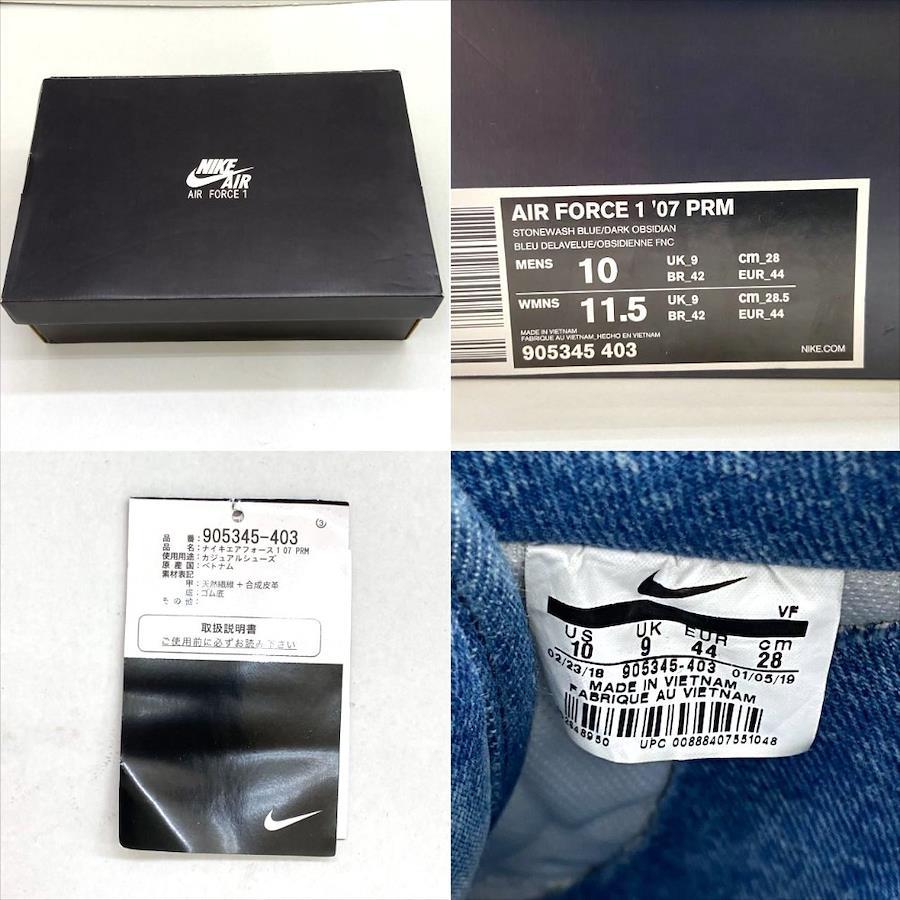 NIKE
AIR
AIR FORCE 1
AIR FORCE 1 '07 PRM
STONEWASH BLUE/DARK OBSIDIAN
BLEU DELAVELUE/OBSIDIENNE FNC
MENS 10 UK_9 cm_28
BR_42 EUR_44
WMNS 11.5 UK_9 cm_28.5
BR_42 EUR_44
MADE IN VIETNAM
FABRIQUE AU VIETNAM_HECHO EN VIETNAM
905345 403 NIKE.COM
③
品番:905345-403
品名:ナイキエアフォース1 07 PRM
使用用途:カジュアルシューズ
原産国:ベトナム
素材表記
甲:天然繊維+合成皮革
底:ゴム底
その他:
取扱説明書
ご使用前に必ずお読み下さい
VF
US UK EUR cm
10 9 44 28
02/23/18 905345-403 01/05/19
MADE IN VIETNAM
FABRIQUE AU VIETNAM
UPC 00888407551048